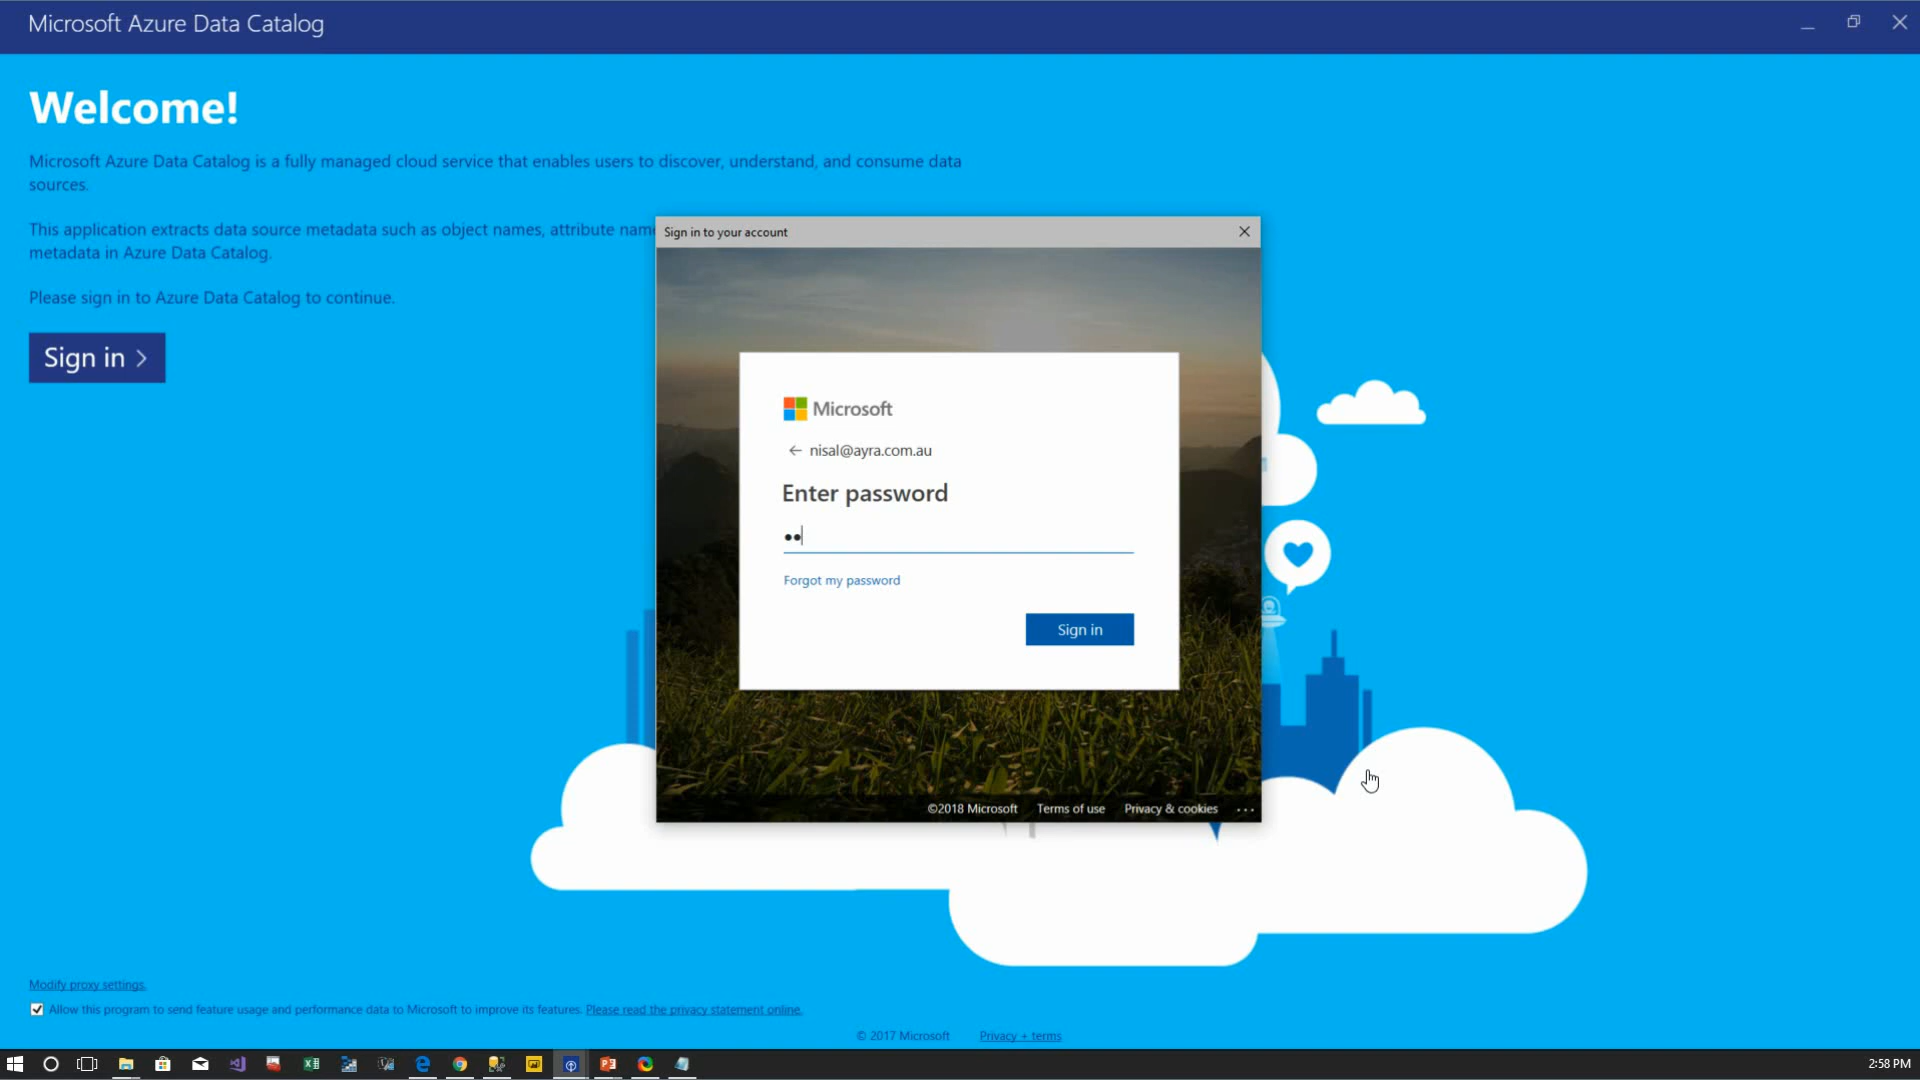 Microsoft Azure Data Catalog
Welcome!
Microsoft Azure Data Catalog is a fully managed cloud service that enables users to discover, understand, and consume data
sources.
This application extracts data source metadata such as object names, attribute
metadata in Azure Data Catalog.
Please sign in to Azure Data Catalog to continue.
Sign in >
Sign in to your account
Microsoft
← nisal@ayra.com.au
Enter password
••
Forgot my password
Sign in
©2018 Microsoft Terms of use Privacy & cookies ...
Modify proxy settings.
Allow this program to send feature usage and performance data to Microsoft to improve its features. Please read the privacy statement online.
© 2017 Microsoft Privacy + terms
2:58 PM